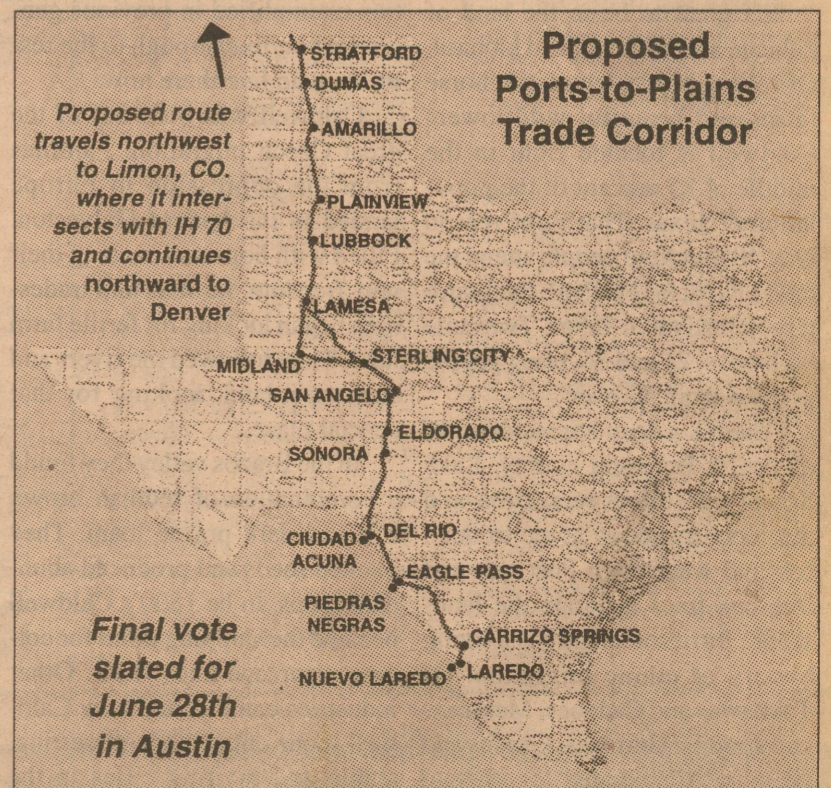 Proposed
Ports-to-Plains
Trade Corridor
Proposed route
travels northwest
to Limon, CO.
where it inter-
sects with IH 70
and continues
northward to
Denver
STRATFORD
DUMAS
AMARILLO
PLAINVIEW
LUBBOCK
LAMESA
MIDLAND
STERLING CITY
SAN ANGELO
ELDORADO
SONORA
DEL RIO
CIUDAD
ACUNA
EAGLE PASS
PIEDRAS
NEGRAS
CARRIZO SPRINGS
LAREDO
NUEVO LAREDO
Final vote
slated for
June 28th
in Austin